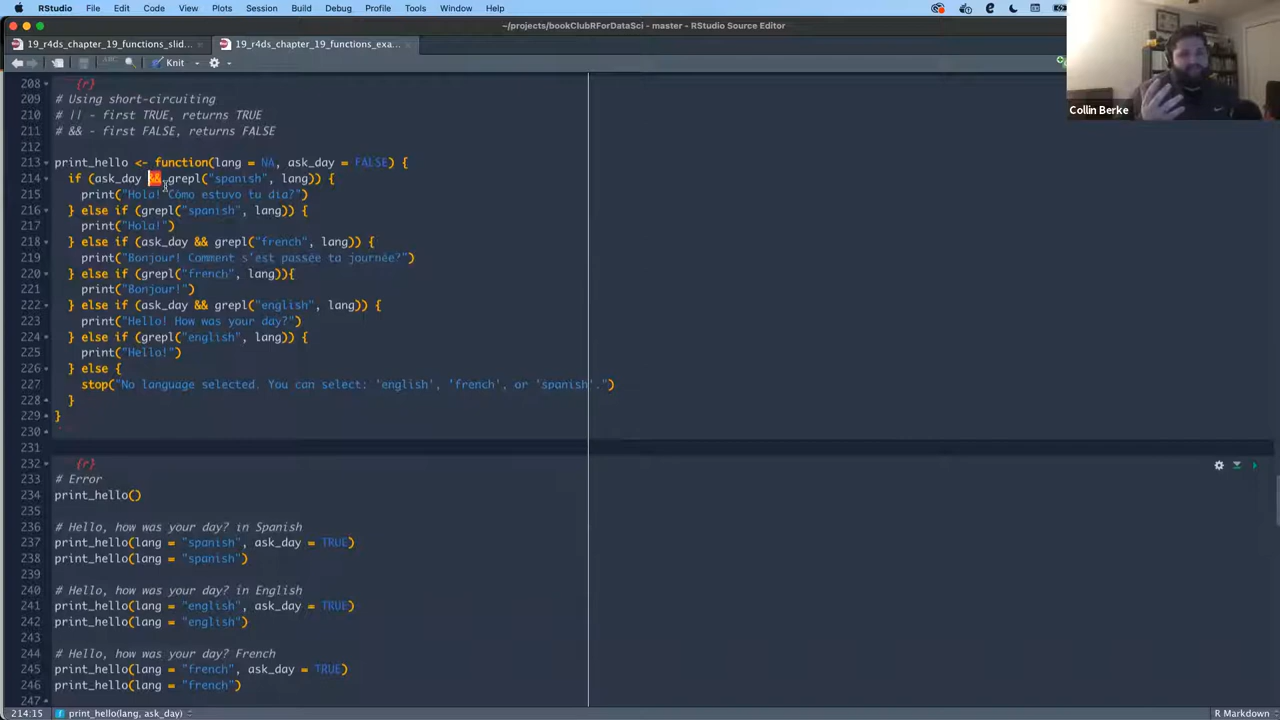 RStudio File Edit Code View Plots Session Build Debug Profile Tools Window Help
~/projects/bookClubRForDataSci - master - RStudio Source Editor
19_r4ds_chapter_19_functions_slid... 19_r4ds_chapter_19_functions_exa...
ABC Knit
Collin Berke
208 {r}
209 # Using short-circuiting
210 # || - first TRUE, returns TRUE
211 # && - first FALSE, returns FALSE
212
213 print_hello <- function(lang = NA, ask_day = FALSE) {
214 if (ask_day && grepl("spanish", lang)) {
215 print("Hola! Cómo estuvo tu día?")
216 } else if (grepl("spanish", lang)) {
217 print("Hola!")
218 } else if (ask_day && grepl("french", lang)) {
219 print("Bonjour! Comment s'est passée ta journée?")
220 } else if (grepl("french", lang)){
221 print("Bonjour!")
222 } else if (ask_day && grepl("english", lang)) {
223 print("Hello! How was your day?")
224 } else if (grepl("english", lang)) {
225 print("Hello!")
226 } else {
227 stop("No language selected. You can select: 'english', 'french', or 'spanish'.")
228 }
229 }
230
231
232 {r}
233 # Error
234 print_hello()
235
236 # Hello, how was your day? in Spanish
237 print_hello(lang = "spanish", ask_day = TRUE)
238 print_hello(lang = "spanish")
239
240 # Hello, how was your day? in English
241 print_hello(lang = "english", ask_day = TRUE)
242 print_hello(lang = "english")
243
244 # Hello, how was your day? French
245 print_hello(lang = "french", ask_day = TRUE)
246 print_hello(lang = "french")
247
214:15 print_hello(lang, ask_day) R Markdown